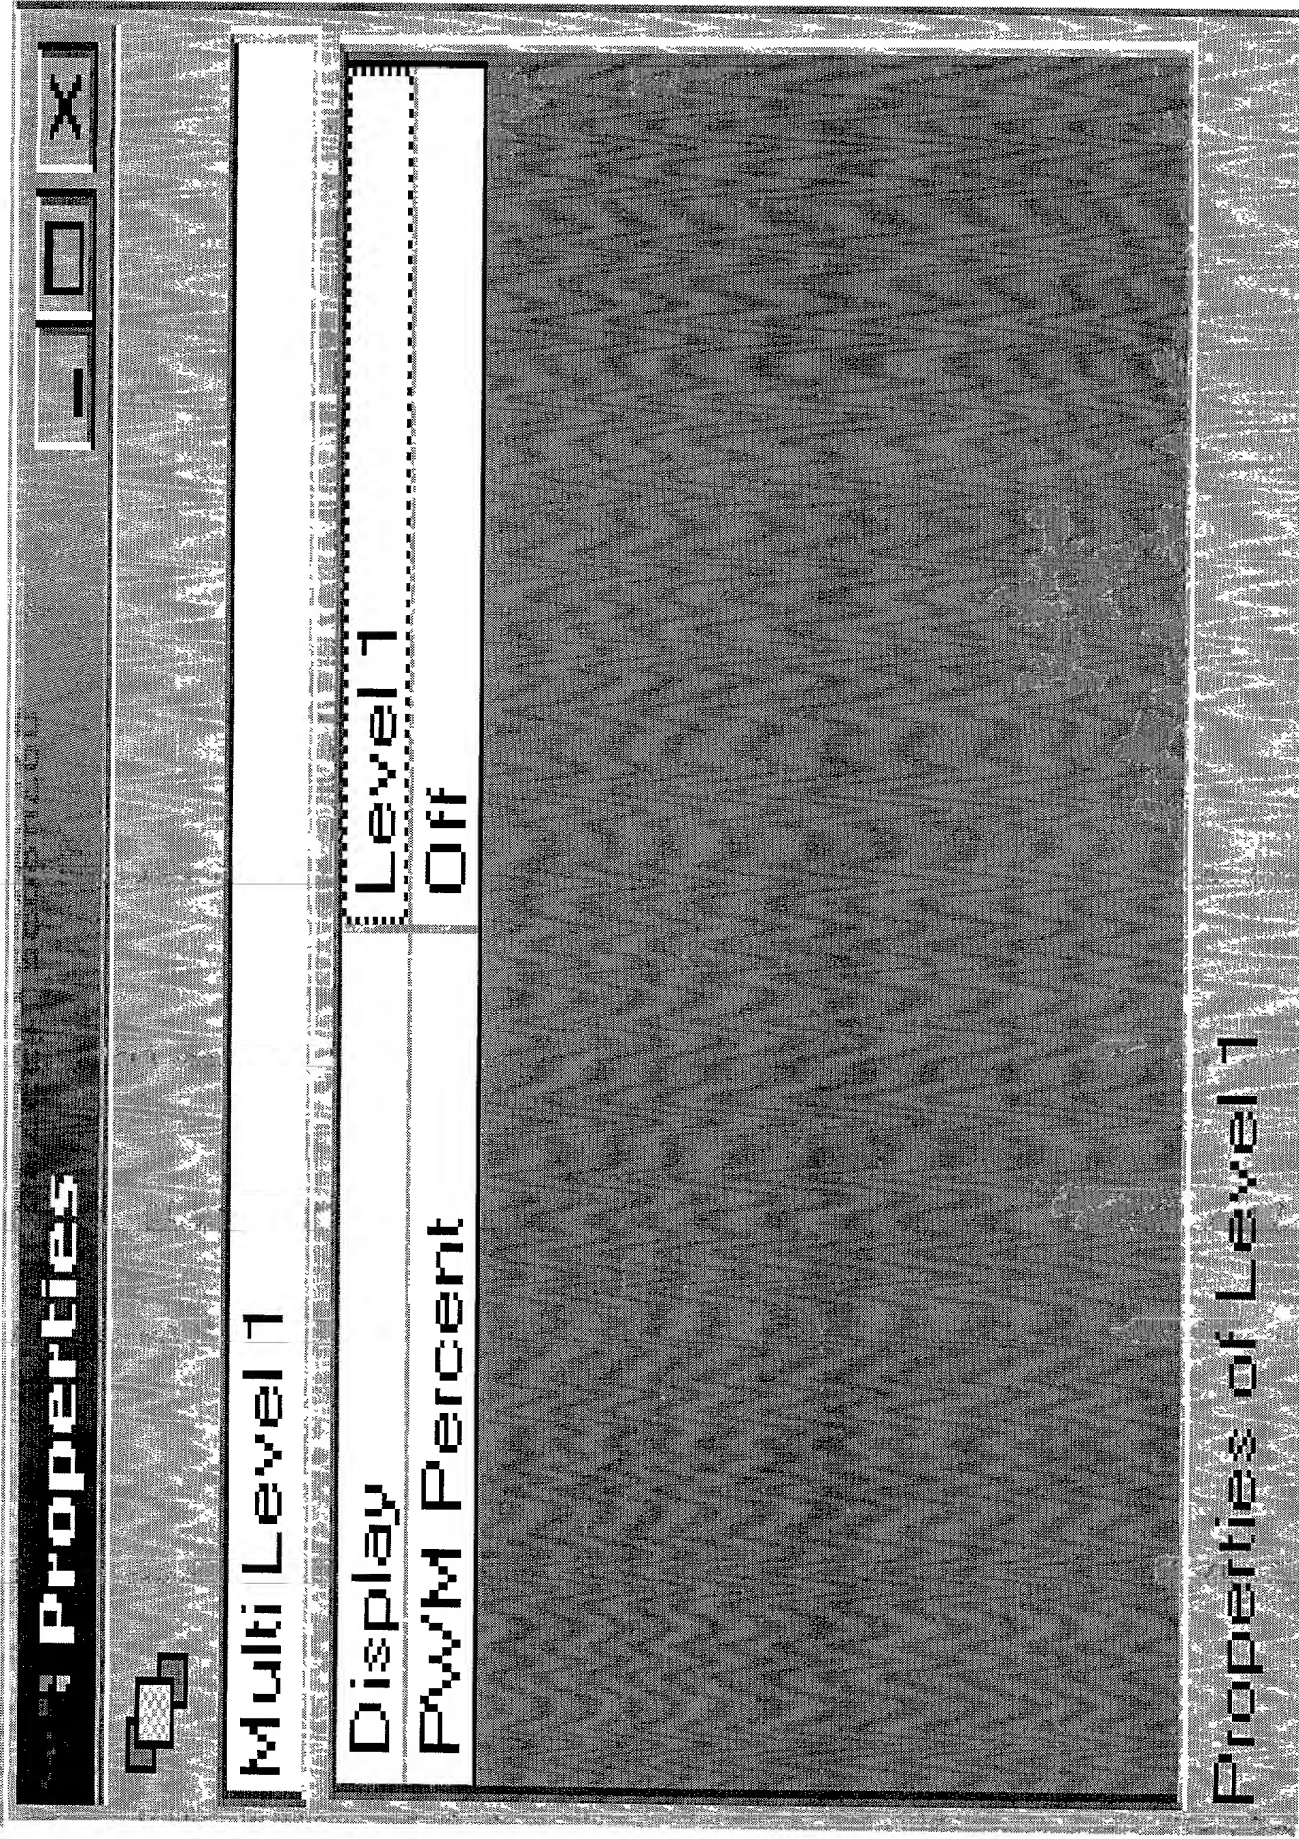 Properties
Multi Level 1
Display Level 1
PWM Percent Off
Properties of Level 1